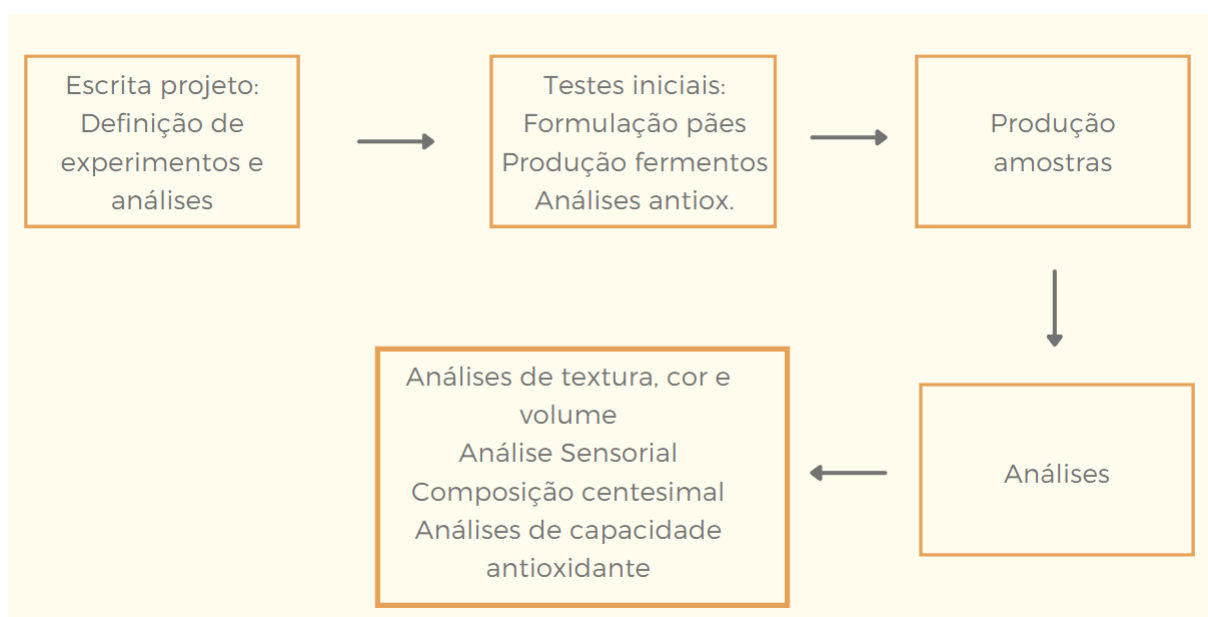 Escrita projeto:
Definição de
experimentos e
análises
Testes iniciais:
Formulação pães
Produção fermentos
Análises antiox.
Produção
amostras
Análises
Análises de textura, cor e
volume
Análise Sensorial
Composição centesimal
Análises de capacidade
antioxidante